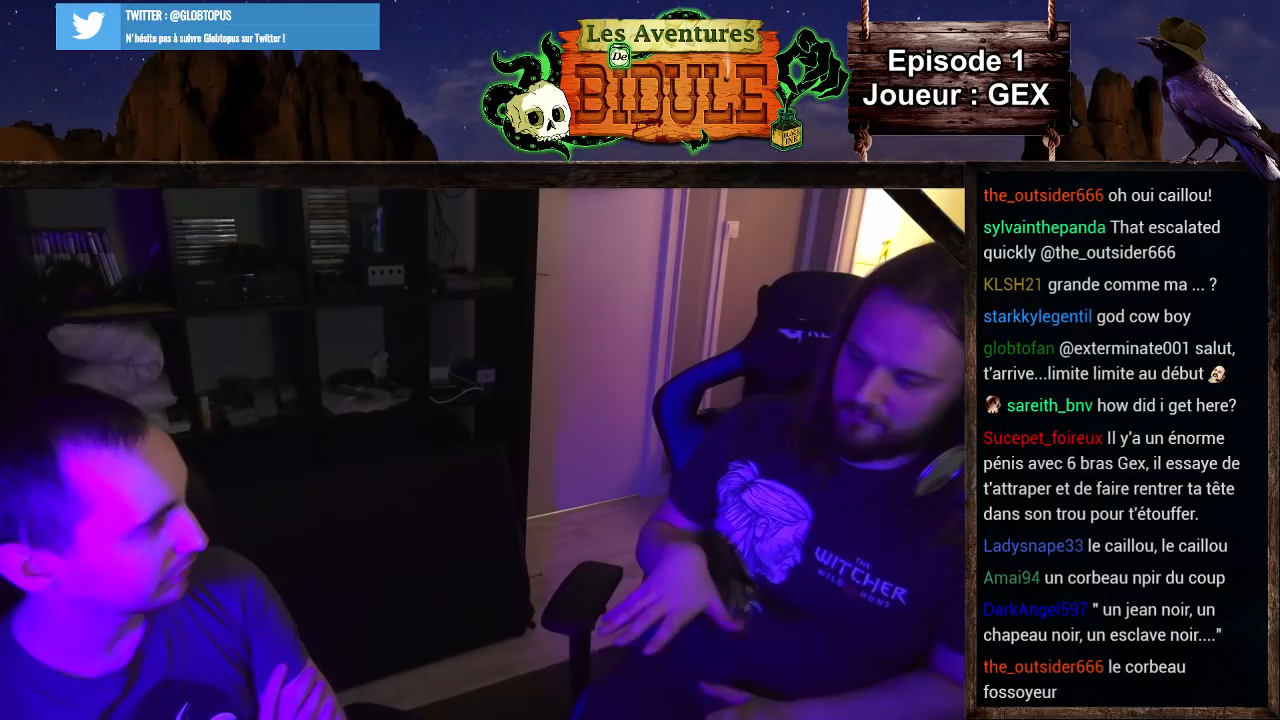 TWITTER : @GLOBTOPUS
N'hésite pas à suivre Globtopus sur Twitter !
Les Aventures
De
BIDULE
BLACK
INK
Episode 1
Joueur : GEX
the_outsider666 oh oui caillou!
sylvainthepanda That escalated
quickly @the_outsider666
KLSH21 grande comme ma ... ?
starkkylegentil god cow boy
globtofan @exterminate001 salut,
t'arrive...limite limite au début
sareith_bnv how did i get here?
Sucepet_foireux Il y'a un énorme
pénis avec 6 bras Gex, il essaye de
t'attraper et de faire rentrer ta tête
dans son trou pour t'étouffer.
Ladysnape33 le caillou, le caillou
Amai94 un corbeau npir du coup
DarkAngel597 " un jean noir, un
chapeau noir, un esclave noir...."
the_outsider666 le corbeau
fossoyeur
THE
WITCHER
WILD HUNT